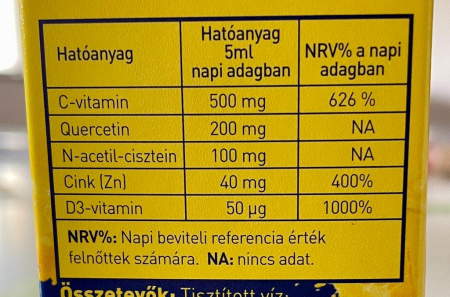 Hatóanyag Hatóanyag 5ml napi adagban NRV% a napi adagban
C-vitamin 500 mg 626 %
Quercetin 200 mg NA
N-acetil-cisztein 100 mg NA
Cink (Zn) 40 mg 400%
D3-vitamin 50 µg 1000%
NRV%: Napi beviteli referencia érték
felnőttek számára. NA: nincs adat.
Összetevők: Tisztított víz;